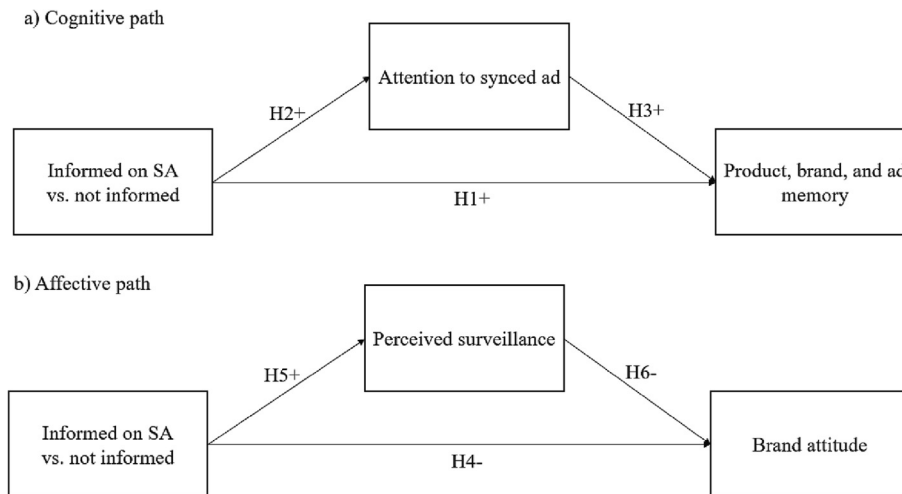 a) Cognitive path
Attention to synced ad
H2+
H3+
Informed on SA
vs. not informed
Product, brand, and ad
memory
H1+
b) Affective path
Perceived surveillance
H5+
H6-
Informed on SA
vs. not informed
Brand attitude
H4-